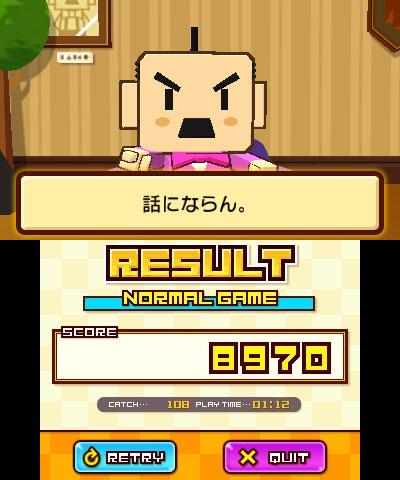 話にならん。
RESULT
NORMAL GAME
SCORE
8970
CATCH… 108 PLAY TIME… 01:12
RETRY
QUIT